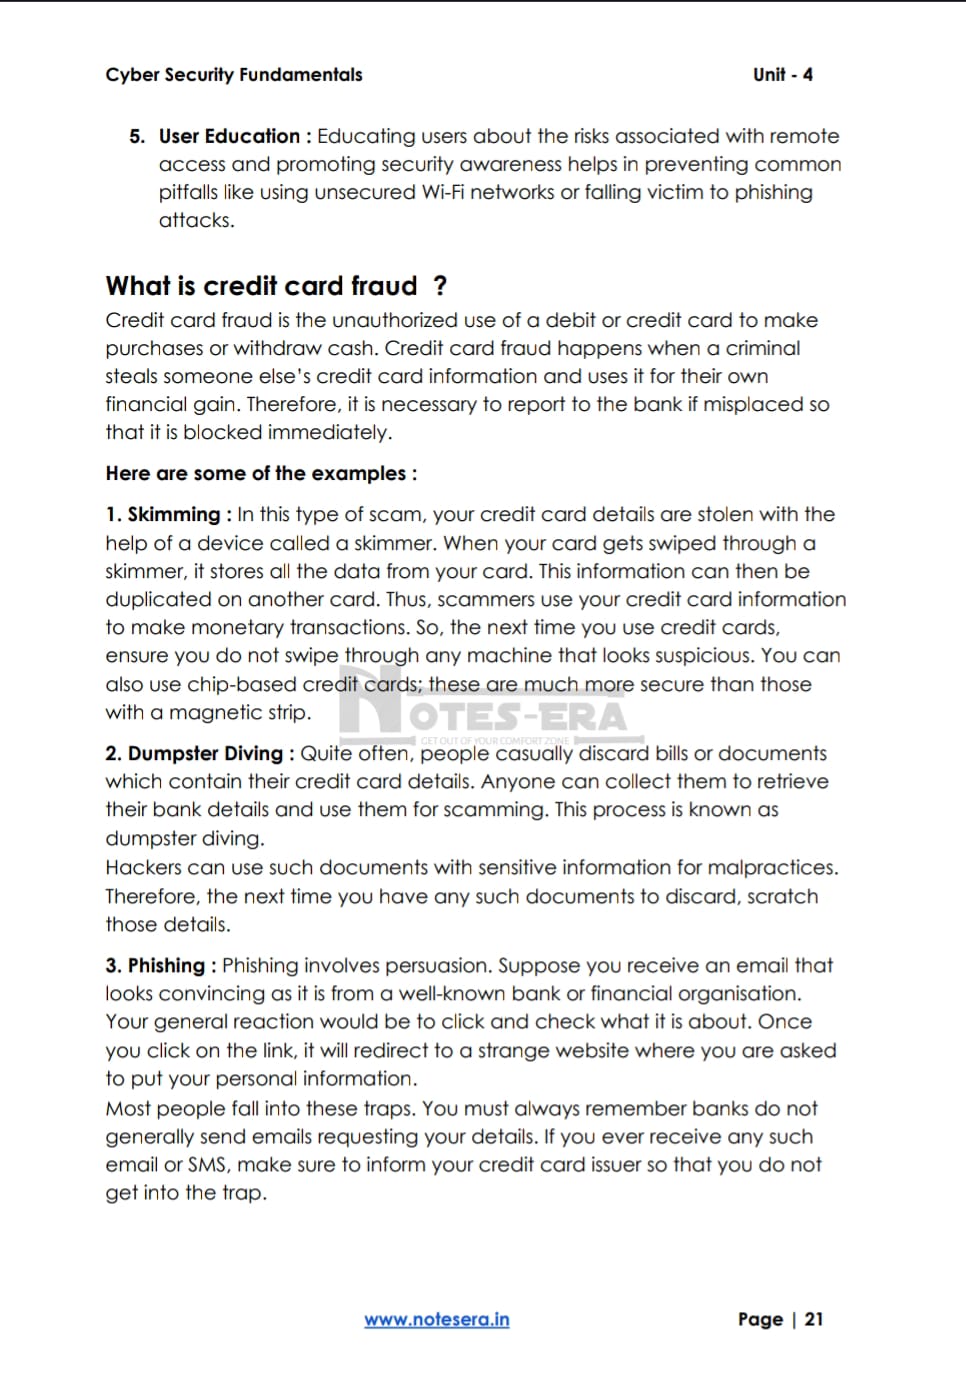 Cyber Security Fundamentals Unit - 4
5. User Education : Educating users about the risks associated with remote
access and promoting security awareness helps in preventing common
pitfalls like using unsecured Wi-Fi networks or falling victim to phishing
attacks.
What is credit card fraud ?
Credit card fraud is the unauthorized use of a debit or credit card to make
purchases or withdraw cash. Credit card fraud happens when a criminal
steals someone else's credit card information and uses it for their own
financial gain. Therefore, it is necessary to report to the bank if misplaced so
that it is blocked immediately.
Here are some of the examples :
1. Skimming : In this type of scam, your credit card details are stolen with the
help of a device called a skimmer. When your card gets swiped through a
skimmer, it stores all the data from your card. This information can then be
duplicated on another card. Thus, scammers use your credit card information
to make monetary transactions. So, the next time you use credit cards,
ensure you do not swipe through any machine that looks suspicious. You can
also use chip-based credit cards; these are much more secure than those
with a magnetic strip.
NOTES-ERA
GET OUT OF YOUR COMFORT ZONE
2. Dumpster Diving : Quite often, people casually discard bills or documents
which contain their credit card details. Anyone can collect them to retrieve
their bank details and use them for scamming. This process is known as
dumpster diving.
Hackers can use such documents with sensitive information for malpractices.
Therefore, the next time you have any such documents to discard, scratch
those details.
3. Phishing : Phishing involves persuasion. Suppose you receive an email that
looks convincing as it is from a well-known bank or financial organisation.
Your general reaction would be to click and check what it is about. Once
you click on the link, it will redirect to a strange website where you are asked
to put your personal information.
Most people fall into these traps. You must always remember banks do not
generally send emails requesting your details. If you ever receive any such
email or SMS, make sure to inform your credit card issuer so that you do not
get into the trap.
www.notesera.in Page | 21